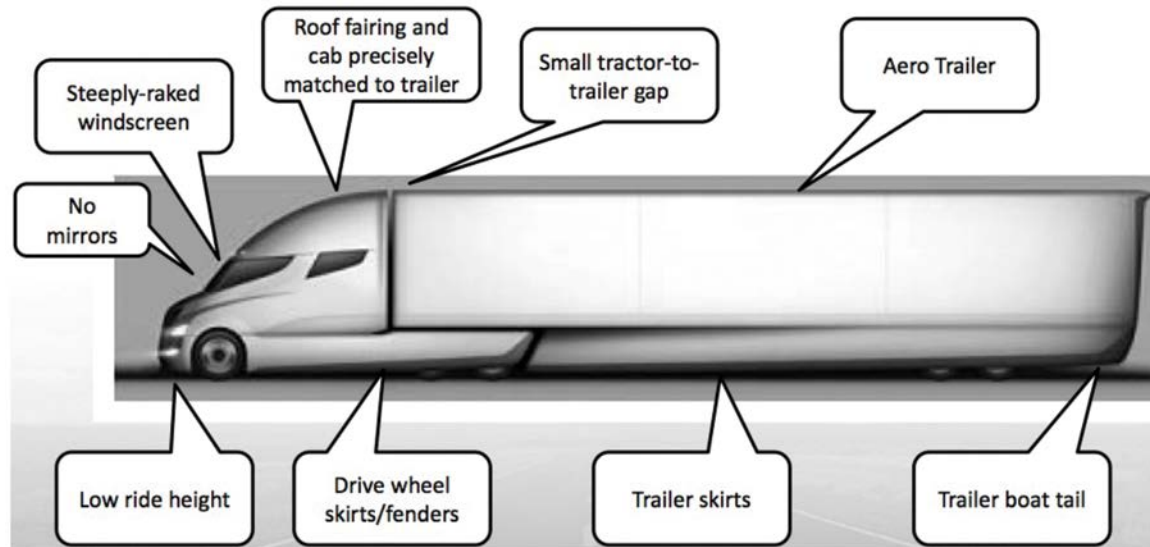 Roof fairing and
cab precisely
matched to trailer
Small tractor-to-
trailer gap
Aero Trailer
Steeply-raked
windscreen
No
mirrors
Low ride height
Drive wheel
skirts/fenders
Trailer skirts
Trailer boat tail